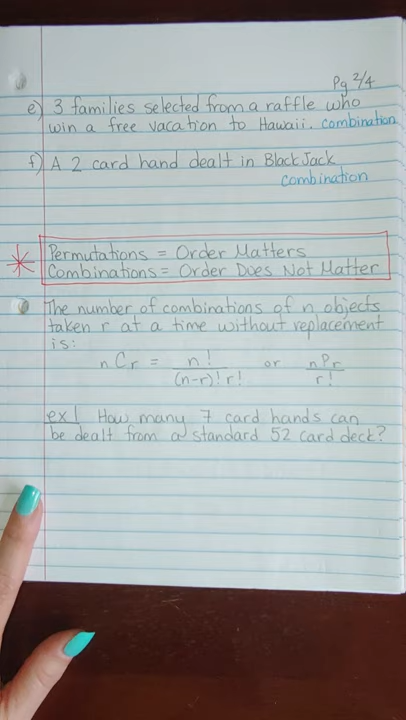 Pg 2/4
e) 3 families selected from a raffle who
win a free vacation to Hawaii. combination
f) A 2 card hand dealt in Black Jack
combination
Permutations = Order Matters
Combinations = Order Does Not Matter
The number of combinations of n objects
taken r at a time without replacement
is:
nCr = n! / (n-r)! r! or nPr / r!
ex1 How many 7 card hands can
be dealt from a standard 52 card deck?